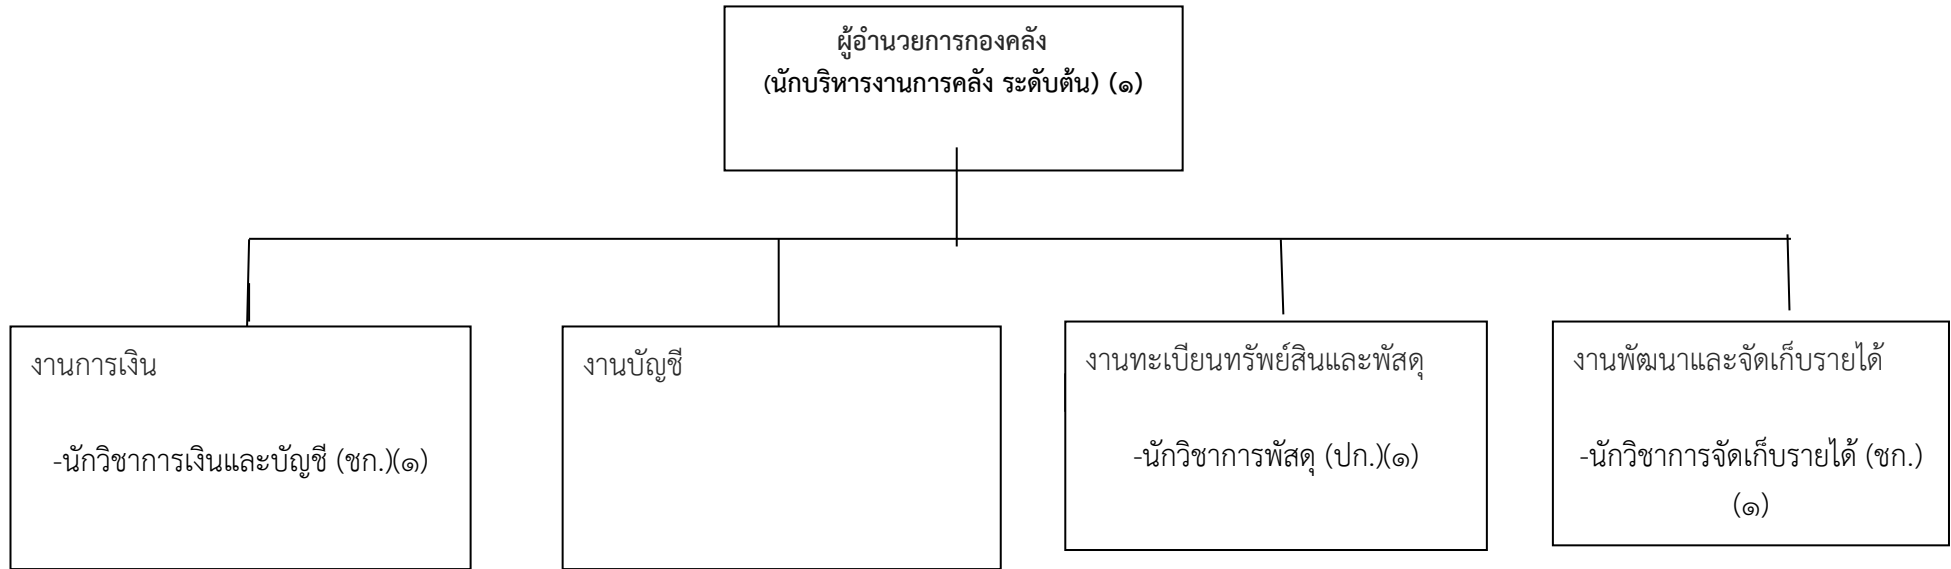 ผู้อำนวยการกองคลัง
(นักบริหารงานการคลัง ระดับต้น) (๑)
งานการเงิน
-นักวิชาการเงินและบัญชี (ชก.)(๑)
งานบัญชี
งานทะเบียนทรัพย์สินและพัสดุ
-นักวิชาการพัสดุ (ปก.)(๑)
งานพัฒนาและจัดเก็บรายได้
-นักวิชาการจัดเก็บรายได้ (ชก.)
(๑)